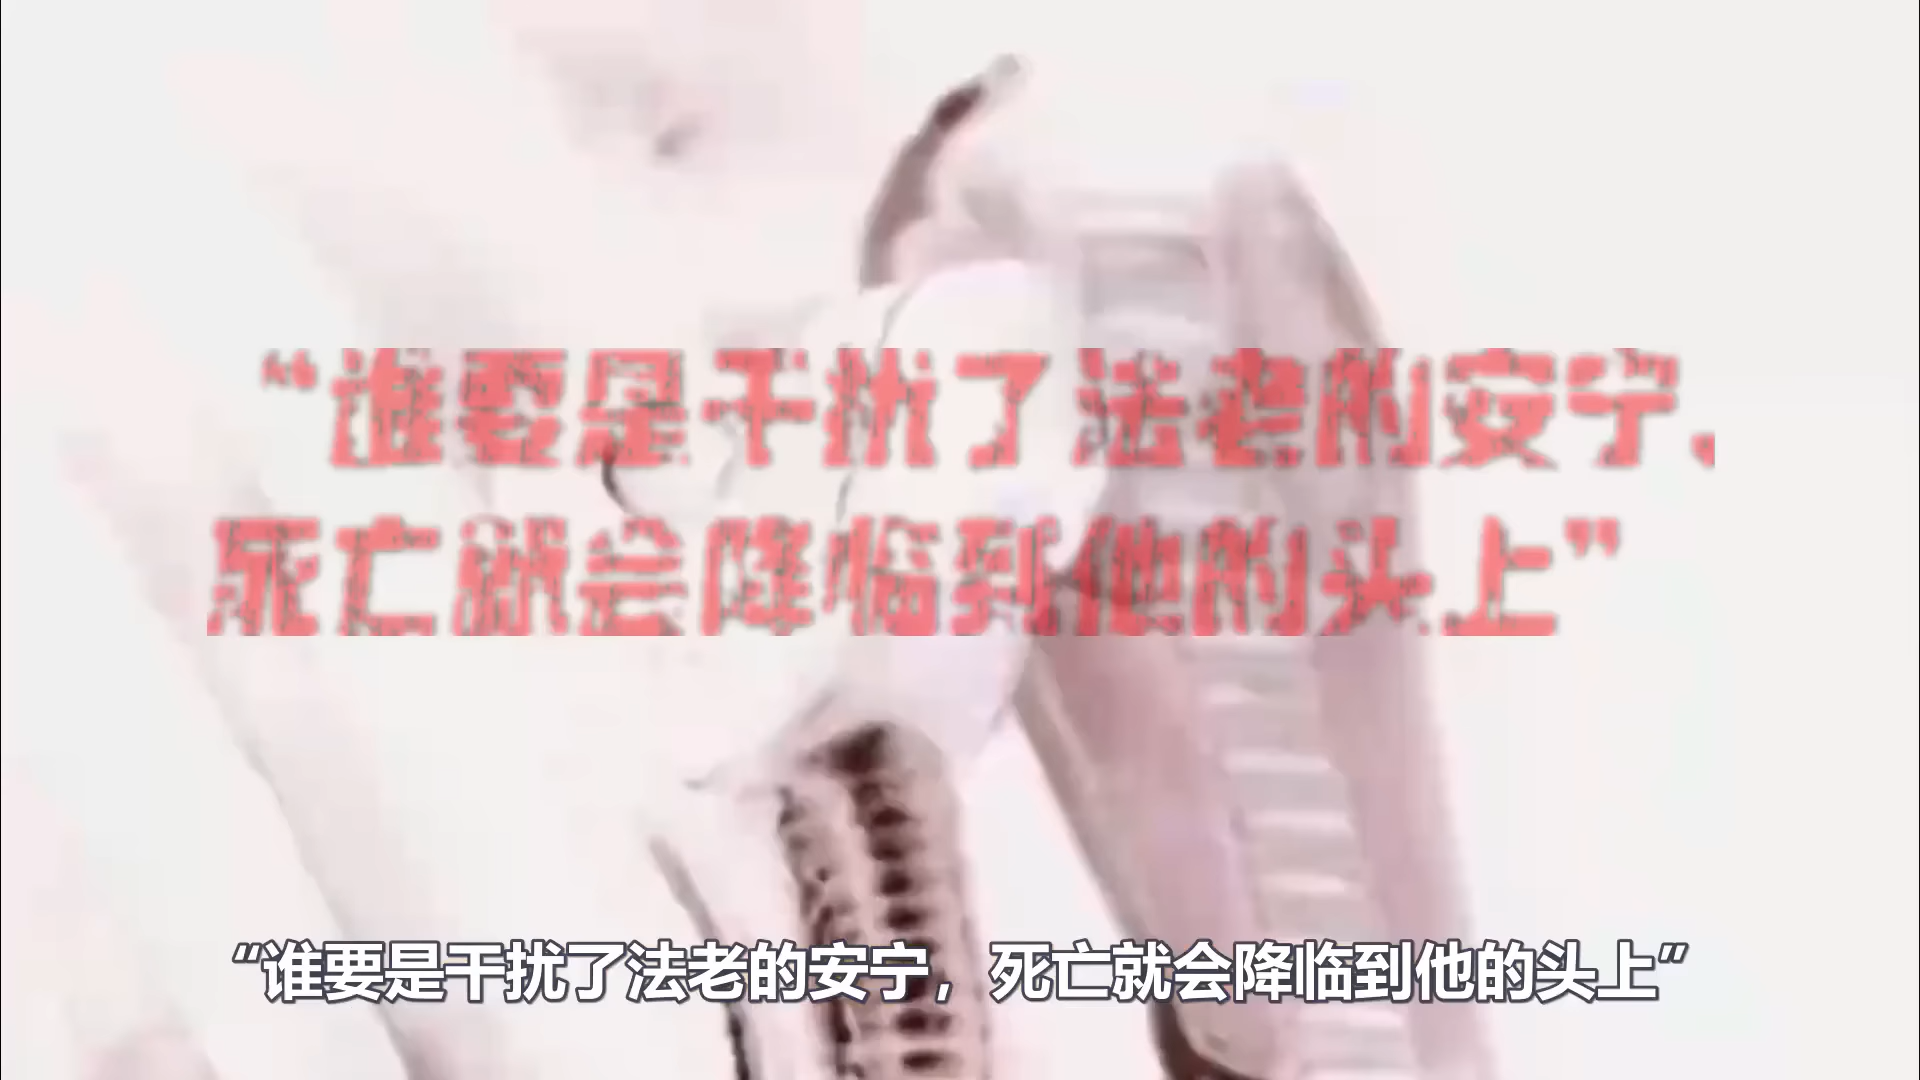 “谁要是干扰了法老的安宁，
死亡就会降临到他的头上”
“谁要是干扰了法老的安宁，死亡就会降临到他的头上”